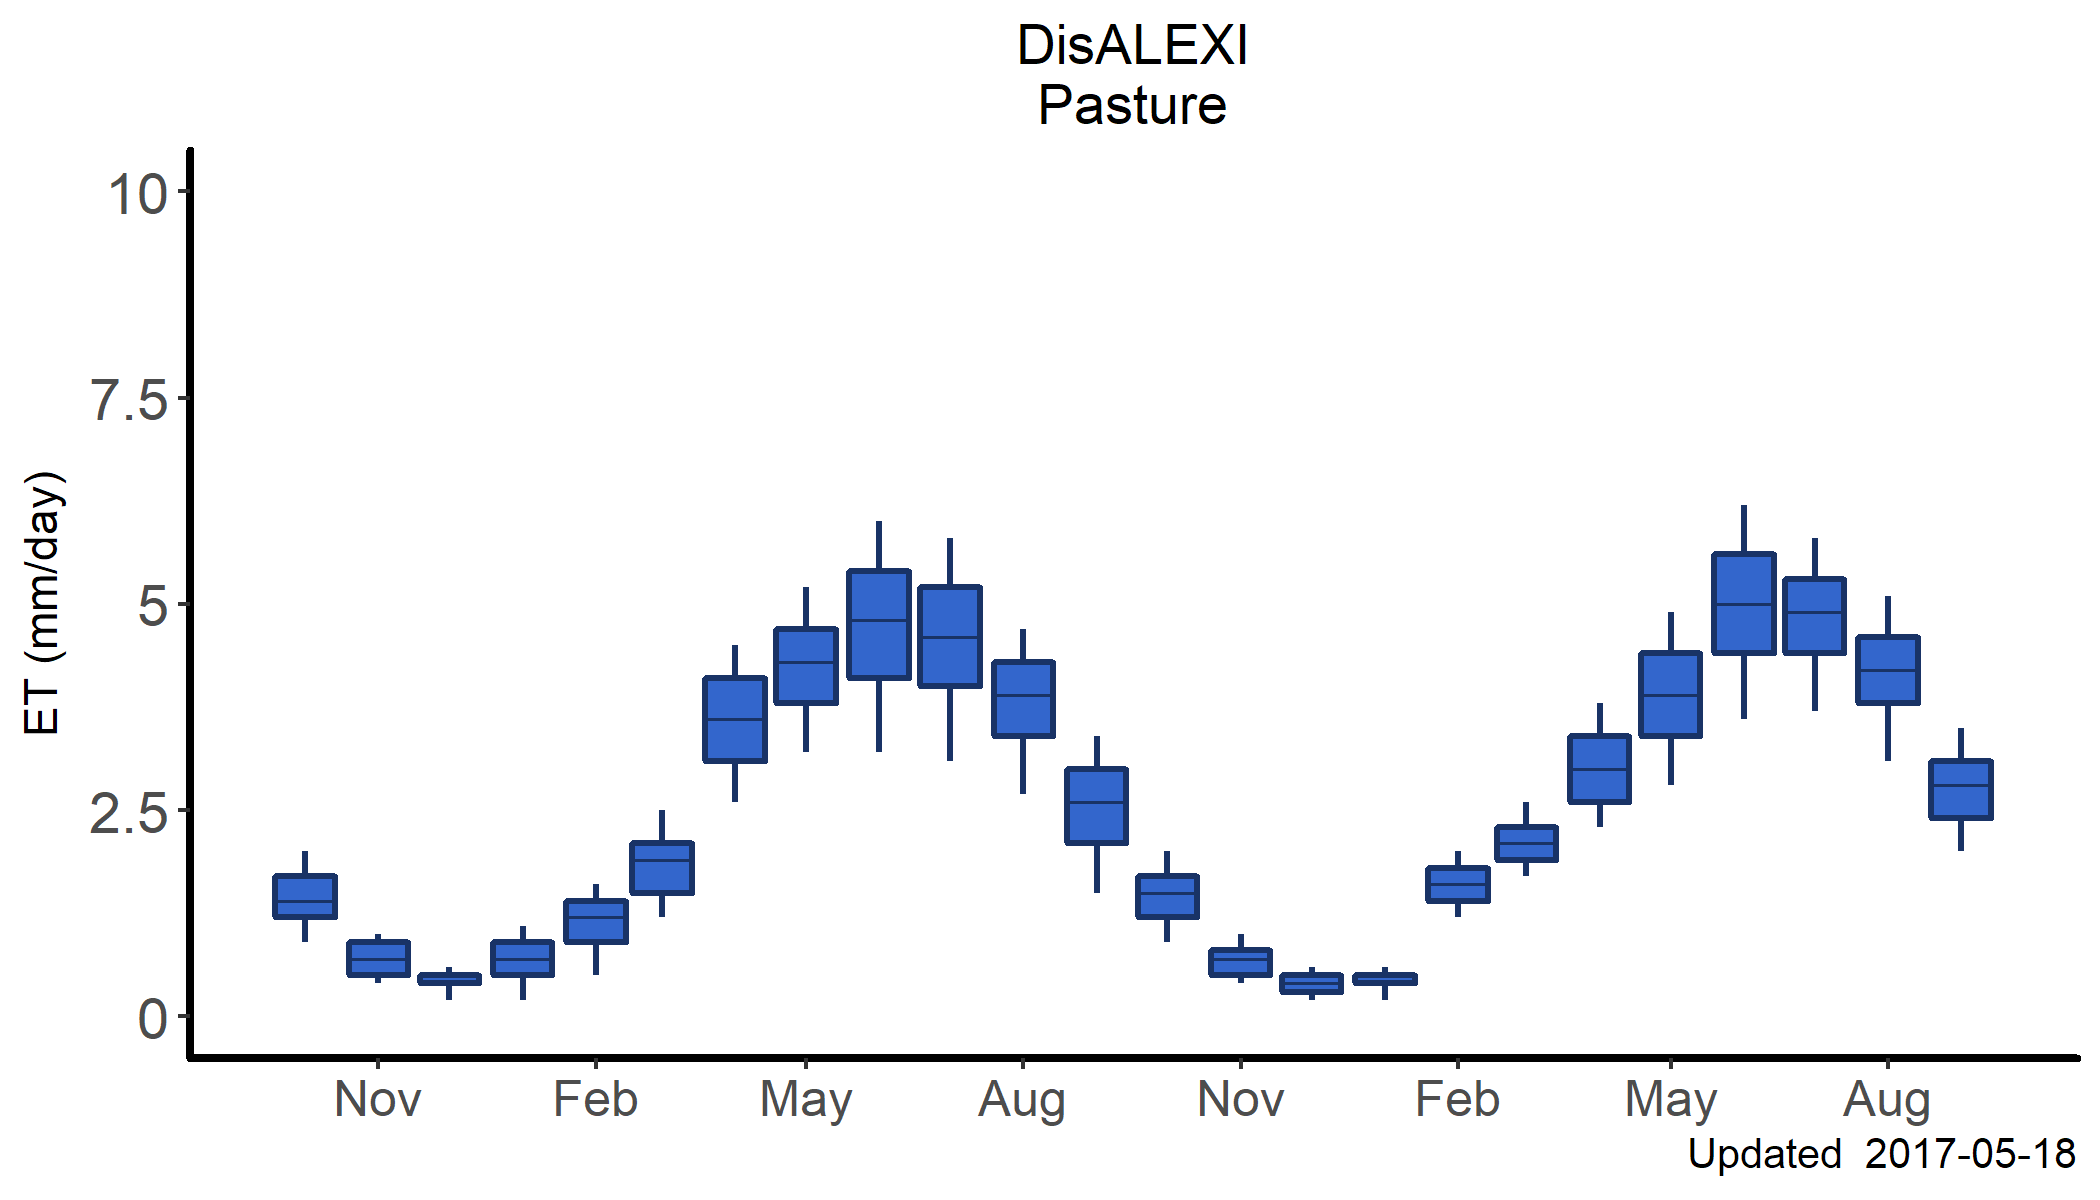 DisALEXI
Pasture
10
7.5
5
2.5
0
ET (mm/day)
Nov Feb May Aug Nov Feb May Aug
Updated 2017-05-18